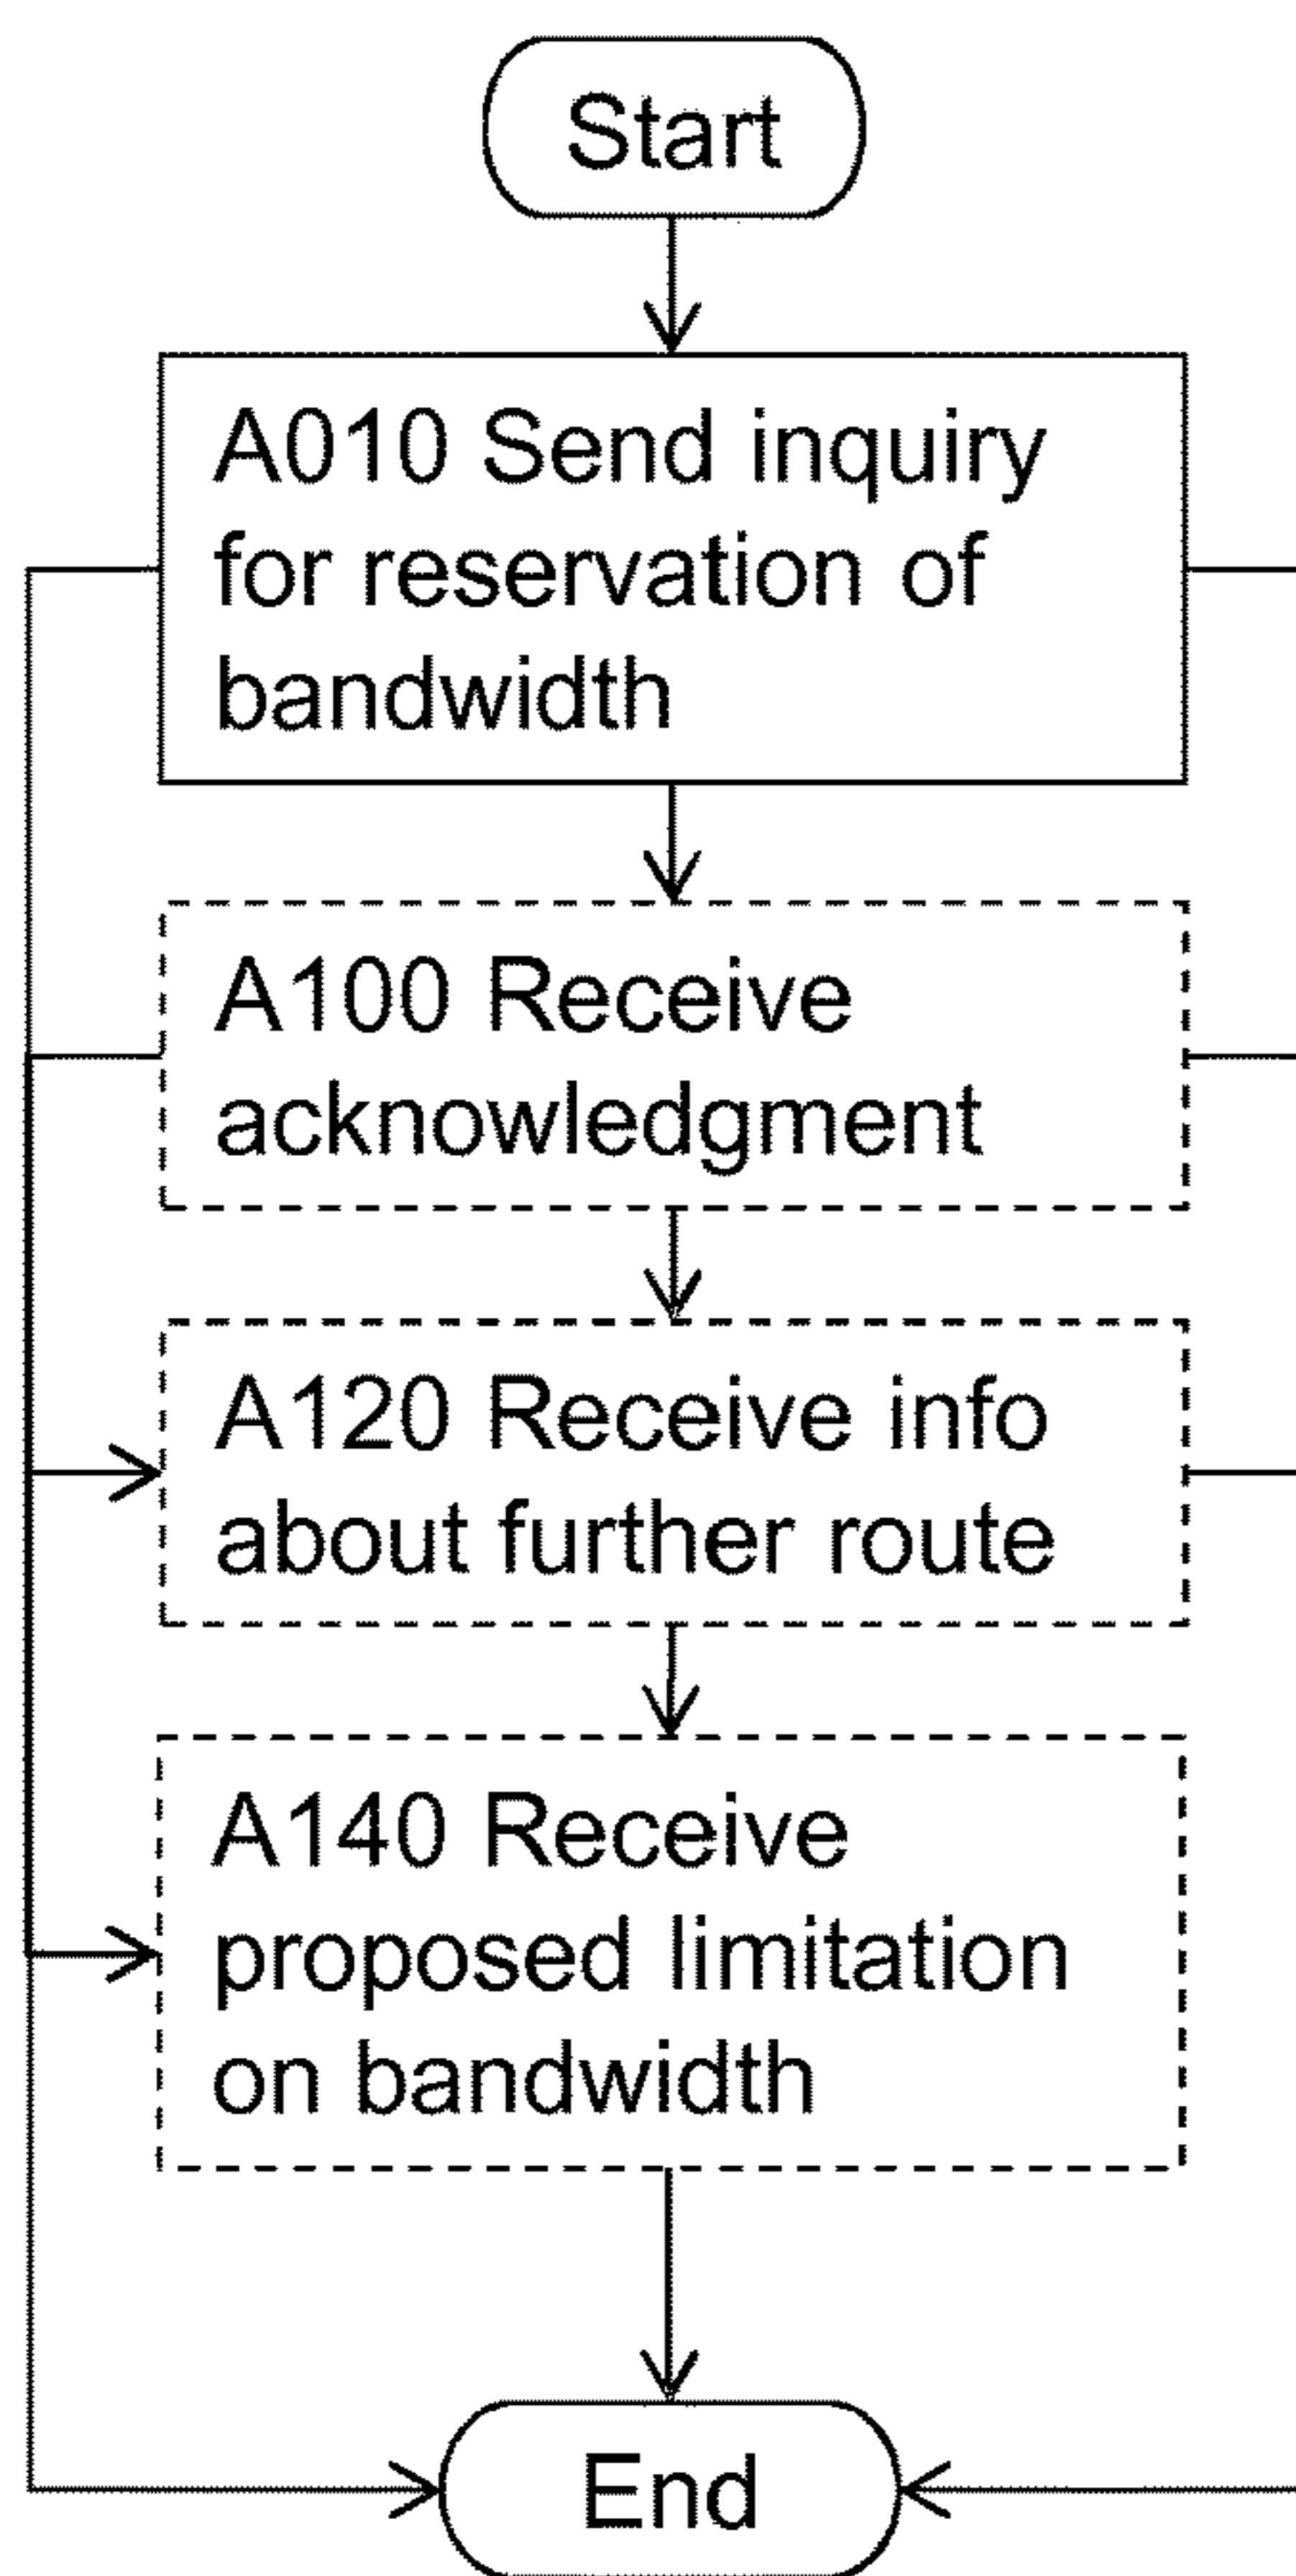 Start
A010 Send inquiry
for reservation of
bandwidth
A100 Receive
acknowledgment
A120 Receive info
about further route
A140 Receive
proposed limitation
on bandwidth
End